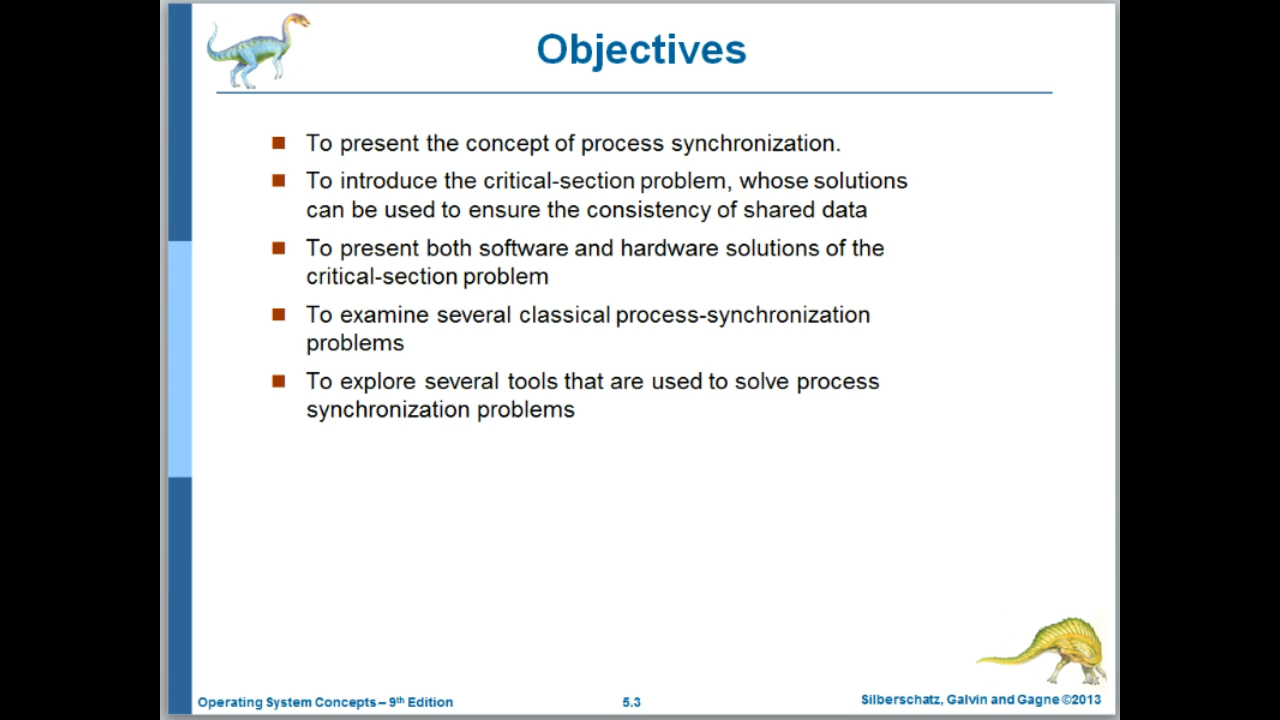 Objectives
To present the concept of process synchronization.
To introduce the critical-section problem, whose solutions
can be used to ensure the consistency of shared data
To present both software and hardware solutions of the
critical-section problem
To examine several classical process-synchronization
problems
To explore several tools that are used to solve process
synchronization problems
Operating System Concepts – 9th Edition
5.3
Silberschatz, Galvin and Gagne ©2013